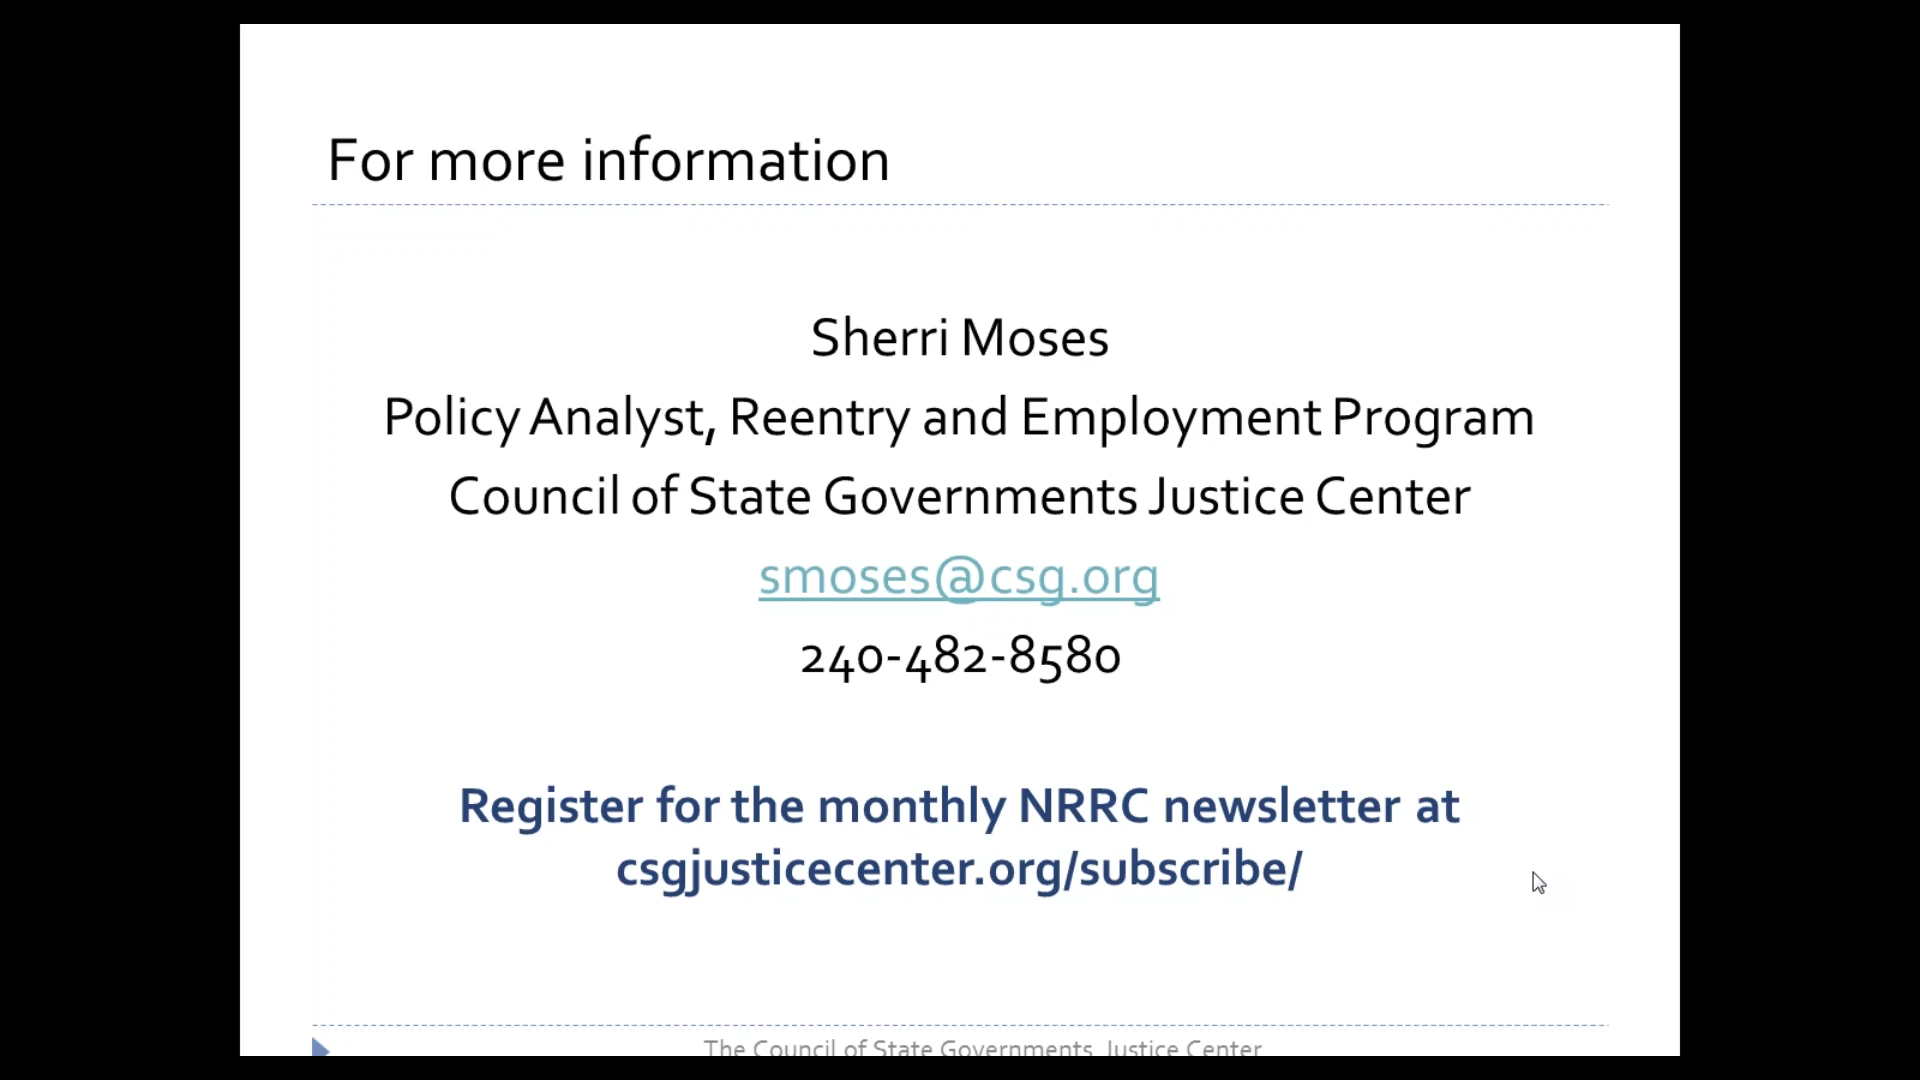 For more information
Sherri Moses
Policy Analyst, Reentry and Employment Program
Council of State Governments Justice Center
smoses@csg.org
240-482-8580
Register for the monthly NRRC newsletter at
csgjusticecenter.org/subscribe/
The Council of State Governments Justice Center